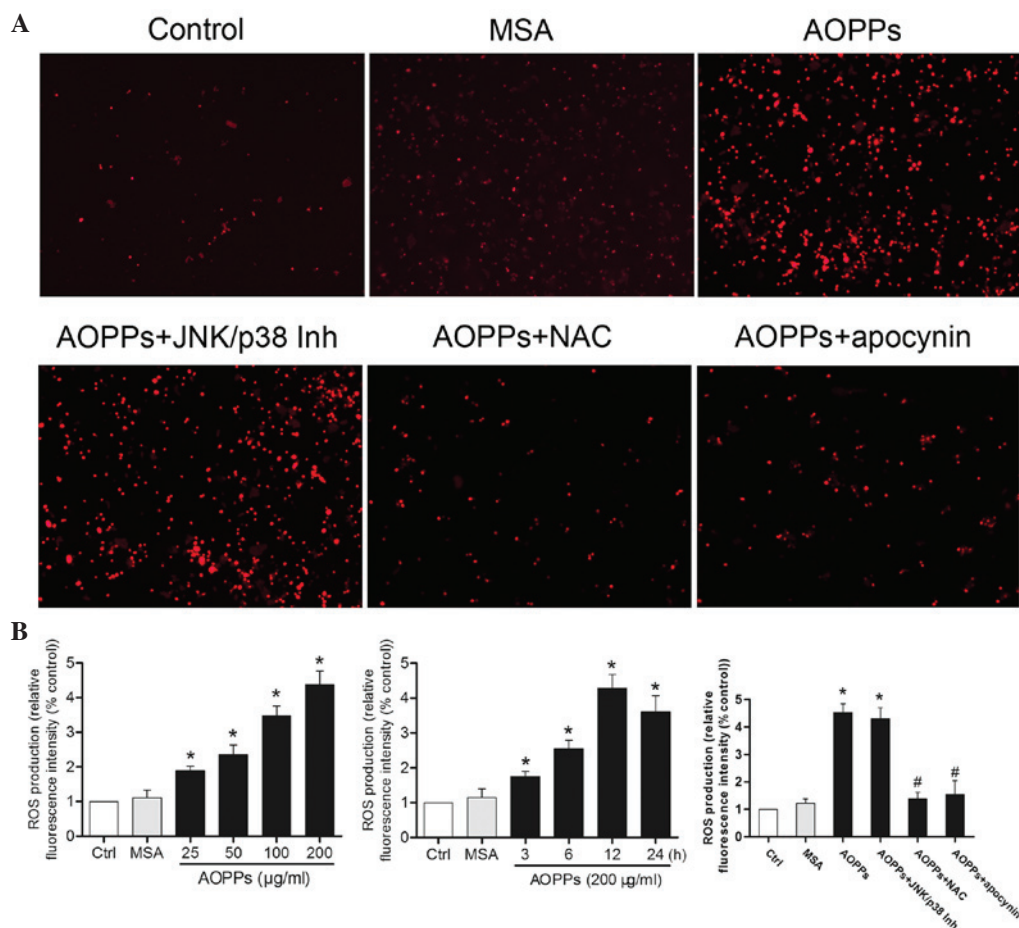 A
Control
MSA
AOPPs
AOPPs+JNK/p38 Inh
AOPPs+NAC
AOPPs+apocynin
B
ROS production (relative
fluorescence intensity (% control))
5
4
3
2
1
0
*
*
*
*
Ctrl
MSA
25
50
100
200
AOPPs (µg/ml)
ROS production (relative
fluorescence intensity (% control))
5
4
3
2
1
0
*
*
*
*
Ctrl
MSA
3
6
12
24 (h)
AOPPs (200 µg/ml)
ROS production (relative
fluorescence intensity (% control))
5
4
3
2
1
0
*
*
#
#
Ctrl
MSA
AOPPs
AOPPs+JNK/p38 Inh
AOPPs+NAC
AOPPs+apocynin